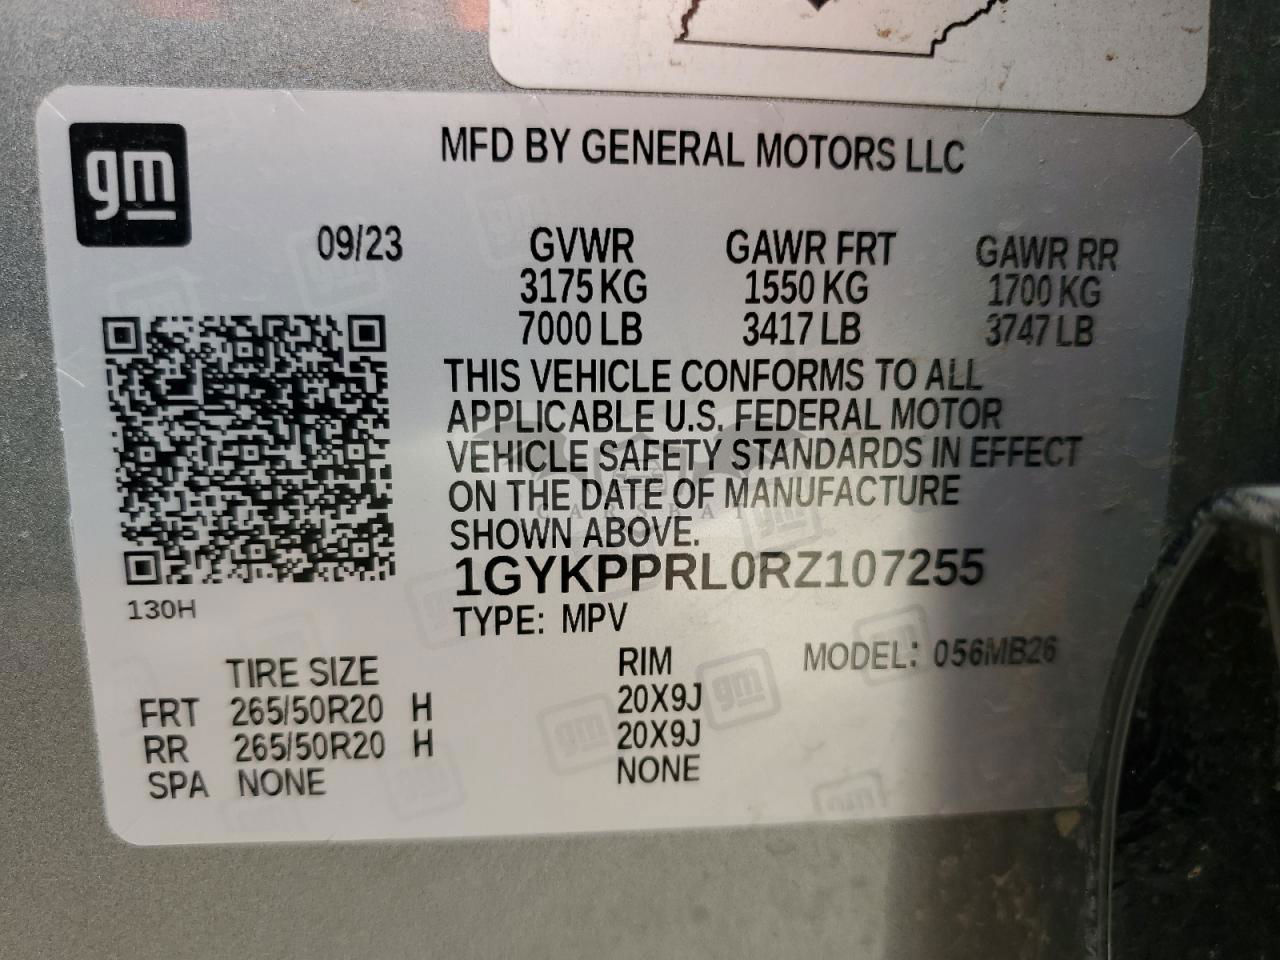 gm
MFD BY GENERAL MOTORS LLC
09/23
GVWR GAWR FRT GAWR RR
3175 KG 1550 KG 1700 KG
7000 LB 3417 LB 3747 LB
THIS VEHICLE CONFORMS TO ALL
APPLICABLE U.S. FEDERAL MOTOR
VEHICLE SAFETY STANDARDS IN EFFECT
ON THE DATE OF MANUFACTURE
SHOWN ABOVE.
1GYKPPRL0RZ107255
130H
TYPE: MPV
MODEL: 056MB26
TIRE SIZE RIM
FRT 265/50R20 H 20X9J
RR 265/50R20 H 20X9J
SPA NONE NONE